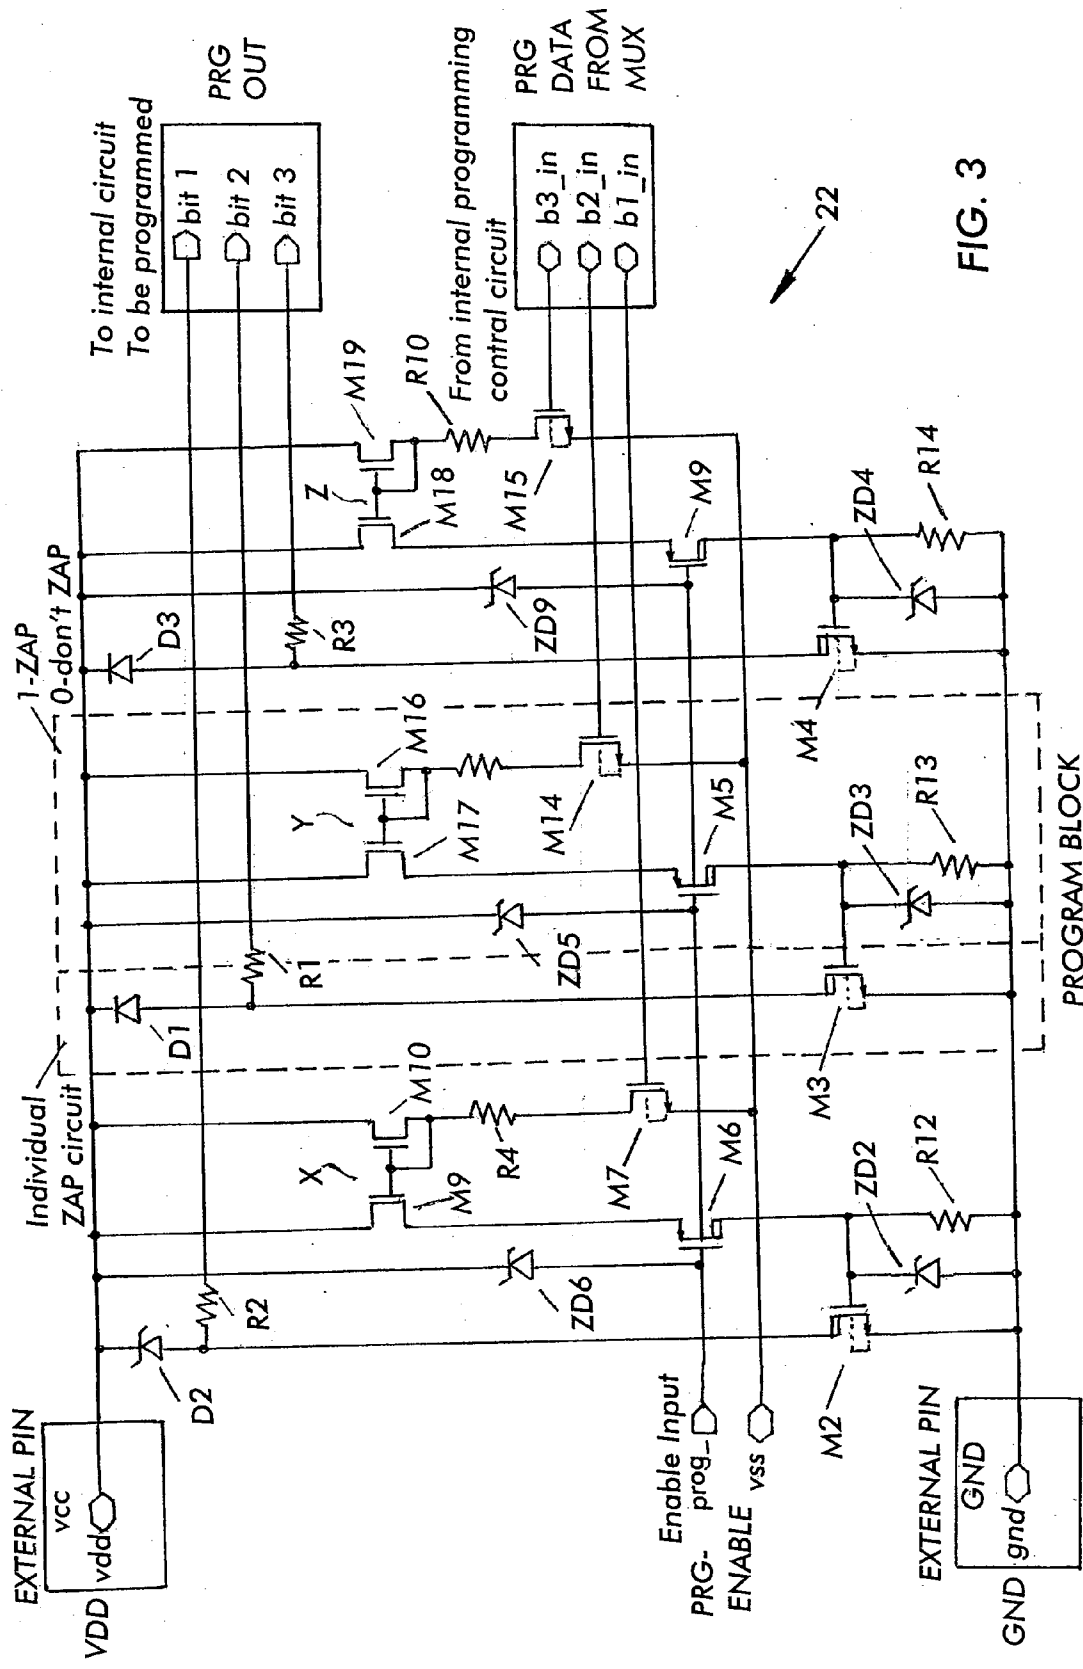 To internal circuit
To be programmed
bit 1
bit 2
bit 3
PRG
OUT
From internal programming
contral circuit
b3_in
b2_in
b1_in
PRG
DATA
FROM
MUX
22
FIG. 3
1-ZAP
0-don't ZAP
Individual
ZAP circuit
EXTERNAL PIN
vcc
vdd
VDD
D2
D1
D3
R2
R1
R3
X
Y
Z
M9
M10
M17
M16
M18
M19
R4
R10
ZD6
ZD5
ZD9
M7
M14
M15
M6
M5
M9
Enable Input
PRG-
prog_
ENABLE
vss
M2
M3
M4
ZD2
ZD3
ZD4
R12
R13
R14
EXTERNAL PIN
GND
GND
gnd
PROGRAM BLOCK